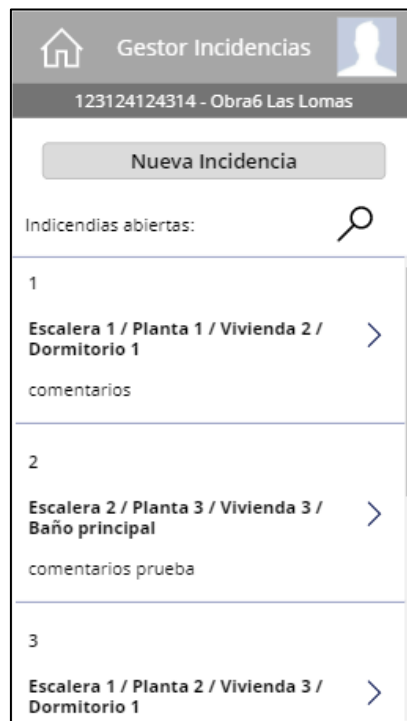 Gestor Incidencias
123124124314 - Obra6 Las Lomas
Nueva Incidencia
Indicendias abiertas:
1
Escalera 1 / Planta 1 / Vivienda 2 /
Dormitorio 1
comentarios
2
Escalera 2 / Planta 3 / Vivienda 3 /
Baño principal
comentarios prueba
3
Escalera 1 / Planta 2 / Vivienda 3 /
Dormitorio 1